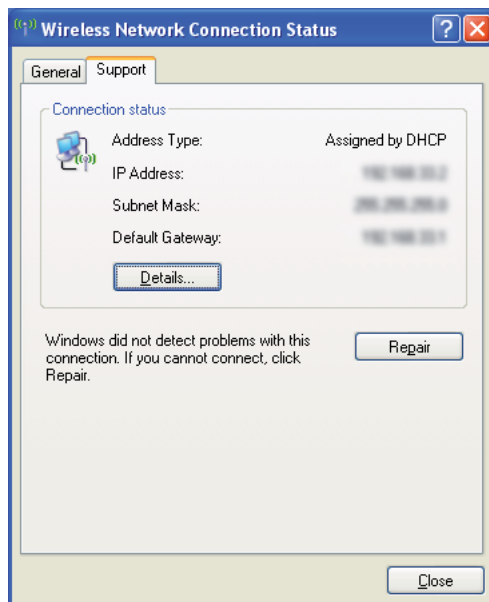 Wireless Network Connection Status
General
Support
Connection status
Address Type: Assigned by DHCP
IP Address:
Subnet Mask:
Default Gateway:
Details...
Windows did not detect problems with this
connection. If you cannot connect, click
Repair.
Repair
Close